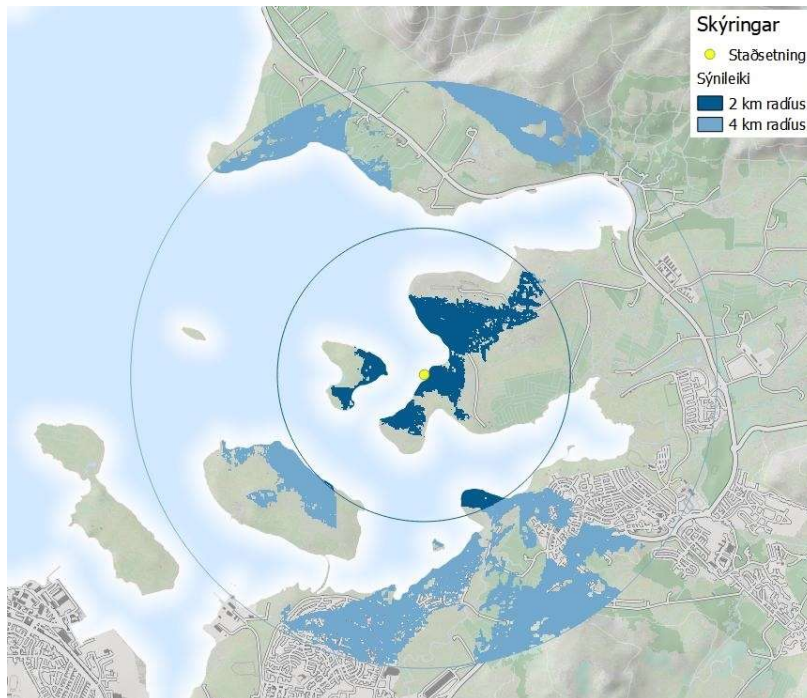 Skýringar
Staðsetning
Sýnileiki
2 km radíus
4 km radíus